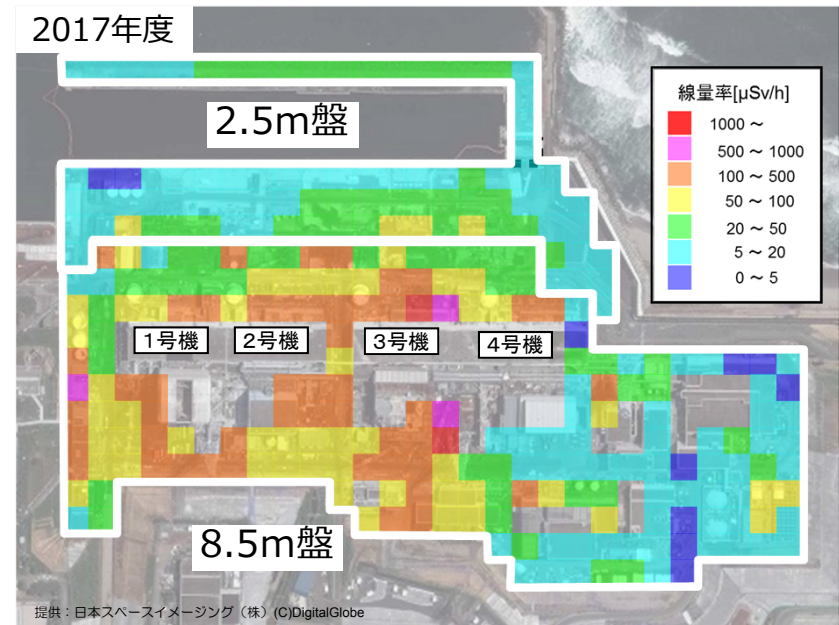 2017年度
2.5m盤
線量率[μSv/h]
1000 ～
500 ～ 1000
100 ～ 500
50 ～ 100
20 ～ 50
5 ～ 20
0 ～ 5
1号機
2号機
3号機
4号機
8.5m盤
提供：日本スペースイメージング（株）(C)DigitalGlobe